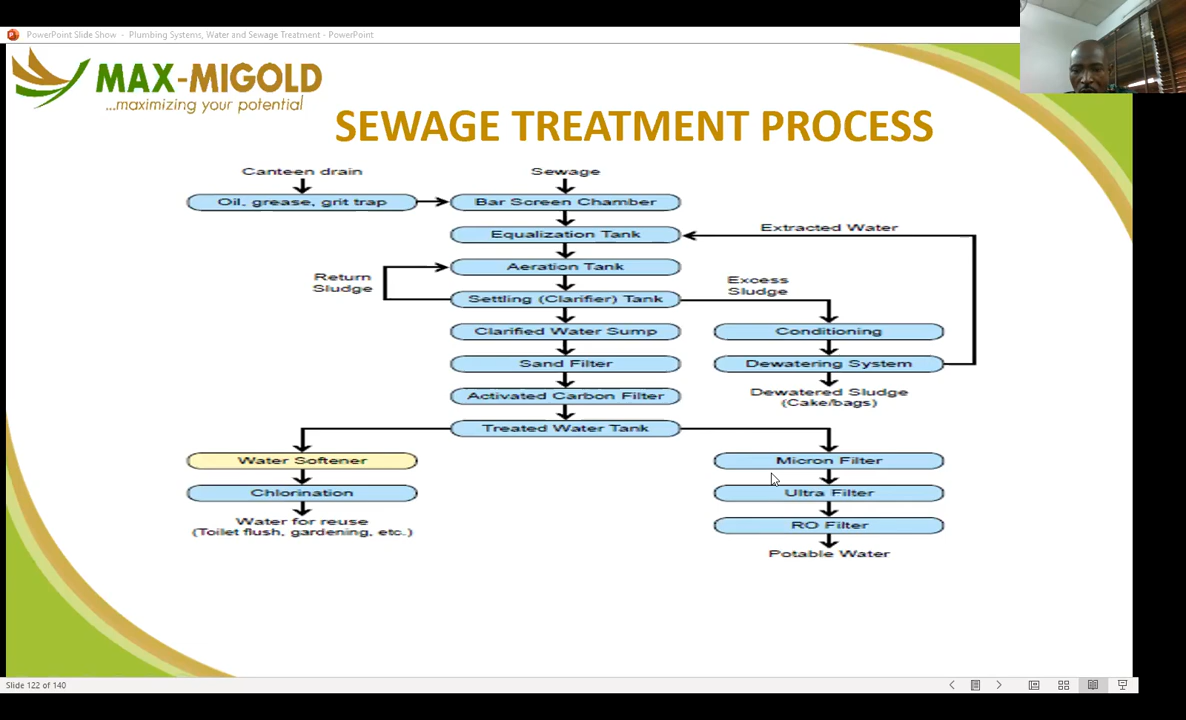 PowerPoint Slide Show - Plumbing Systems, Water and Sewage Treatment - PowerPoint
MAX-MIGOLD
...maximizing your potential
SEWAGE TREATMENT PROCESS
Canteen drain
Sewage
Oil, grease, grit trap
Bar Screen Chamber
Equalization Tank
Extracted Water
Aeration Tank
Return
Sludge
Excess
Sludge
Settling (Clarifier) Tank
Clarified Water Sump
Conditioning
Sand Filter
Dewatering System
Activated Carbon Filter
Dewatered Sludge
(Cake/bags)
Treated Water Tank
Water Softener
Micron Filter
Chlorination
Ultra Filter
Water for reuse
(Toilet flush, gardening, etc.)
RO Filter
Potable Water
Slide 122 of 140